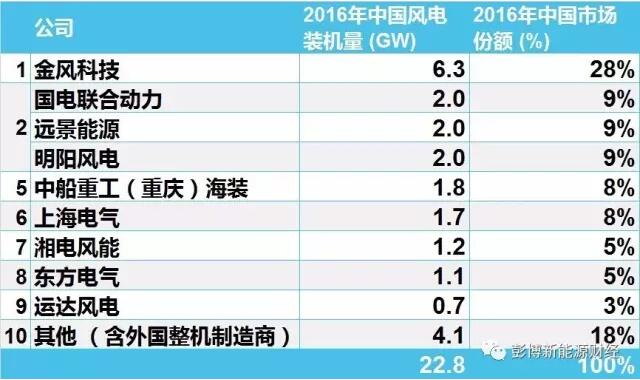 公司 2016年中国风电装机量 (GW) 2016年中国市场份额 (%)
1 金风科技 6.3 28%
国电联合动力 2.0 9%
2 远景能源 2.0 9%
明阳风电 2.0 9%
5 中船重工（重庆）海装 1.8 8%
6 上海电气 1.7 8%
7 湘电风能 1.2 5%
8 东方电气 1.1 5%
9 运达风电 0.7 3%
10 其他 （含外国整机制造商） 4.1 18%
彭博新能源财经
22.8 100%